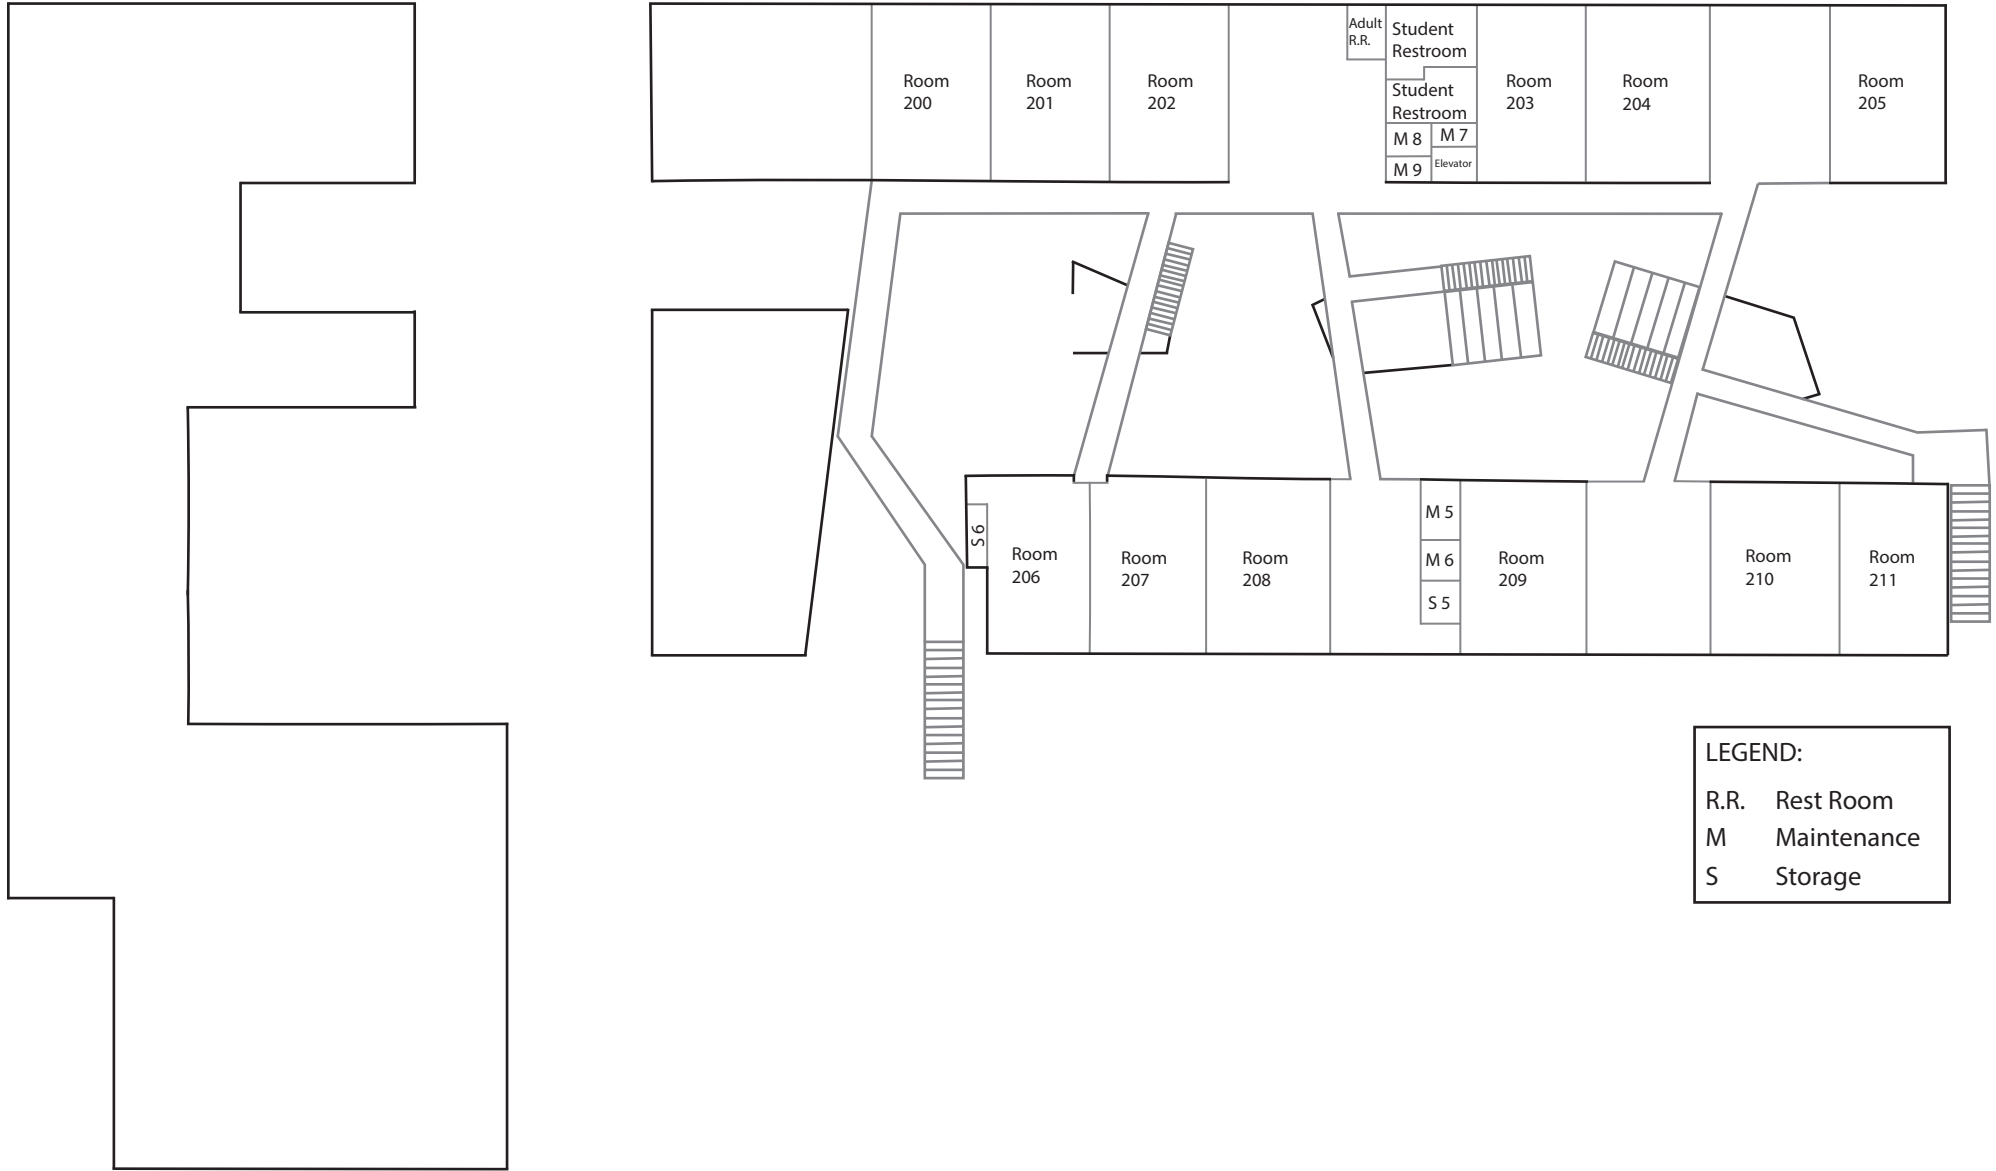 Room
200
Room
201
Room
202
Adult
R.R.
Student
Restroom
Student
Restroom
M 8
M 7
M 9
Elevator
Room
203
Room
204
Room
205
S 6
Room
206
Room
207
Room
208
M 5
M 6
S 5
Room
209
Room
210
Room
211
LEGEND:
R.R. Rest Room
M Maintenance
S Storage